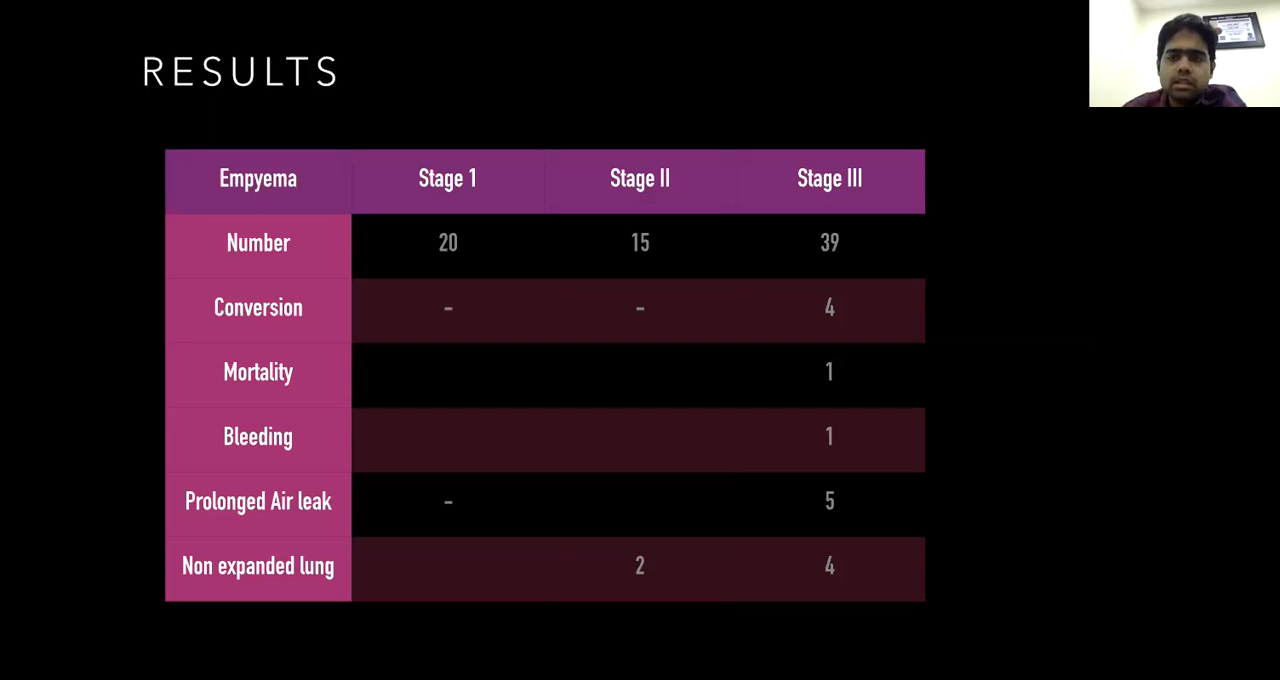 RESULTS
Empyema Stage 1 Stage II Stage III
Number 20 15 39
Conversion - - 4
Mortality 1
Bleeding 1
Prolonged Air leak - 5
Non expanded lung 2 4